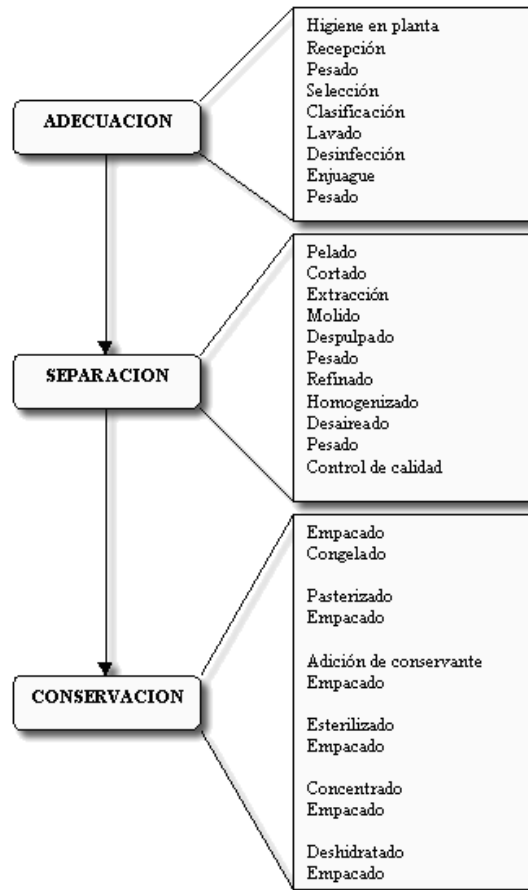 ADECUACION
Higiene en planta
Recepción
Pesado
Selección
Clasificación
Lavado
Desinfección
Enjuague
Pesado
SEPARACION
Pelado
Cortado
Extracción
Molido
Despulpado
Pesado
Refinado
Homogenizado
Desaireado
Pesado
Control de calidad
CONSERVACION
Empacado
Congelado
Pasterizado
Empacado
Adición de conservante
Empacado
Esterilizado
Empacado
Concentrado
Empacado
Deshidratado
Empacado